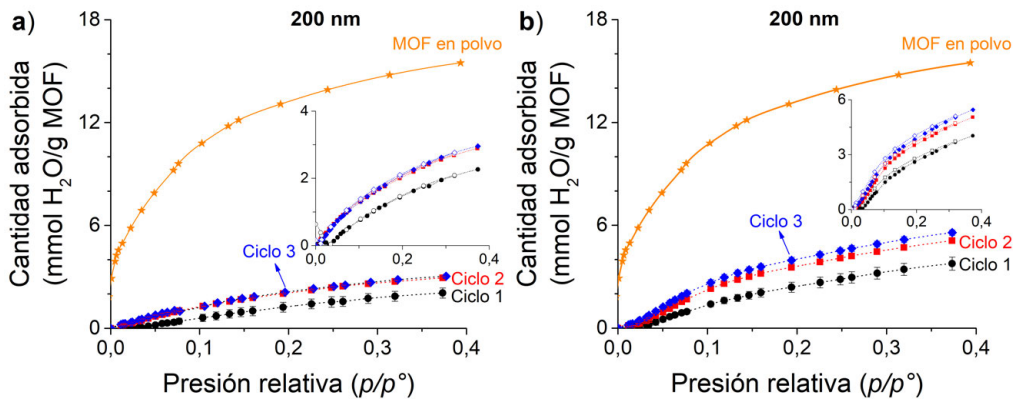 a)
200 nm
18
12
6
0
Cantidad adsorbida
(mmol H₂O/g MOF)
MOF en polvo
4
2
0
0,0
0,2
0,4
Ciclo 3
Ciclo 2
Ciclo 1
0,0
0,1
0,2
0,3
0,4
Presión relativa (p/p°)
b)
200 nm
18
12
6
0
Cantidad adsorbida
(mmol H₂O/g MOF)
MOF en polvo
6
3
0
0,0
0,2
0,4
Ciclo 3
Ciclo 2
Ciclo 1
0,0
0,1
0,2
0,3
0,4
Presión relativa (p/p°)